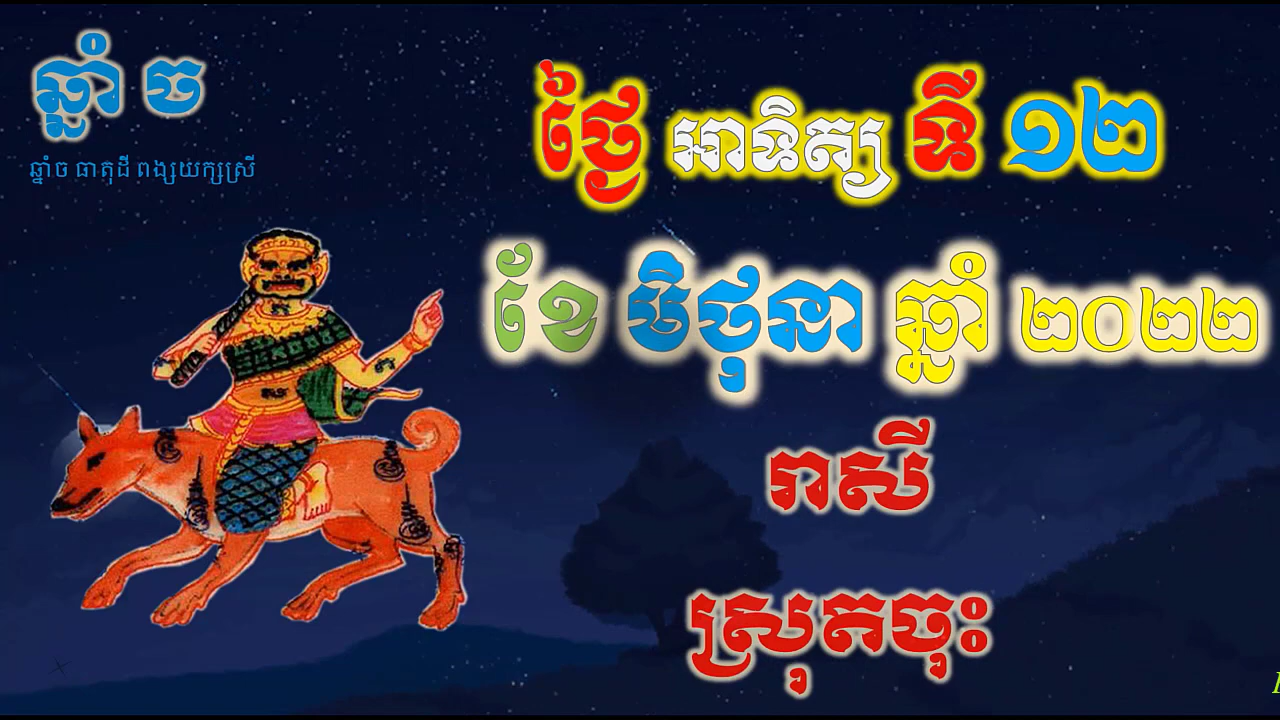 ឆ្នាំ ច
ឆ្នាំច ធាតុដី ពង្សយក្សស្រី
ថ្ងៃ អាទិត្យ ទី ១២
ខែ មិថុនា ឆ្នាំ ២០២២
រាសី
ស្រុតចុះ